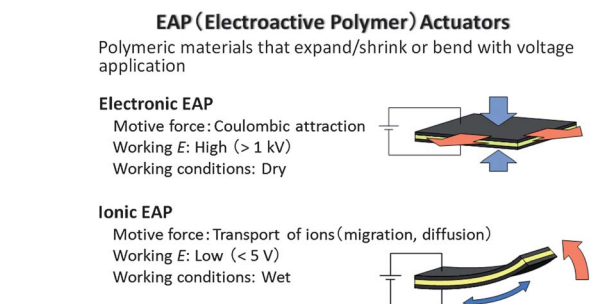 EAP（Electroactive Polymer）Actuators
Polymeric materials that expand/shrink or bend with voltage
application
Electronic EAP
Motive force：Coulombic attraction
Working E: High（> 1 kV）
Working conditions: Dry
Ionic EAP
Motive force：Transport of ions（migration, diffusion）
Working E: Low（< 5 V）
Working conditions: Wet